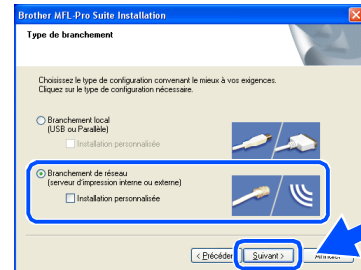 Brother MFL-Pro Suite Installation
Type de branchement
Choisissez le type de configuration convenant le mieux à vos exigences.
Cliquez sur le type de configuration nécessaire.
Branchement local
(USB ou Parallèle)
Installation personnalisée
Branchement de réseau
(serveur d'impression interne ou externe)
Installation personnalisée
< Précédent Suivant > Annuler